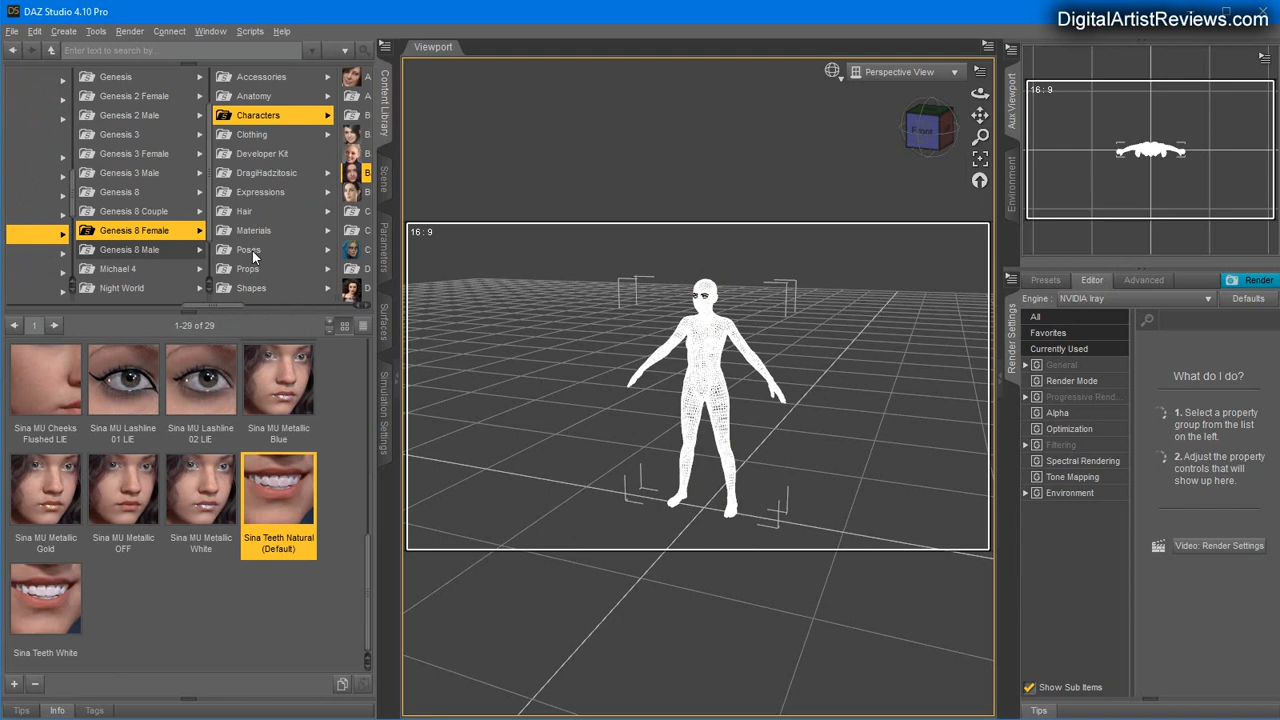 DAZ Studio 4.10 Pro
DigitalArtistReviews.com
File Edit Create Tools Render Connect Window Scripts Help
Enter text to search by...
Genesis
Genesis 2 Female
Genesis 2 Male
Genesis 3
Genesis 3 Female
Genesis 3 Male
Genesis 8
Genesis 8 Couple
Genesis 8 Female
Genesis 8 Male
Michael 4
Night World
Accessories
Anatomy
Characters
Clothing
Developer Kit
DragiHadzitosic
Expressions
Hair
Materials
Poses
Props
Shapes
1
1-29 of 29
Sina MU Cheeks
Flushed LIE
Sina MU Lashline
01 LIE
Sina MU Lashline
02 LIE
Sina MU Metallic
Blue
Sina MU Metallic
Gold
Sina MU Metallic
OFF
Sina MU Metallic
White
Sina Teeth Natural
(Default)
Sina Teeth White
Tips Info Tags
Content Library
Scene
Parameters
Surfaces
Simulation Settings
Viewport
Perspective View
Front
16 : 9
Aux Viewport
Environment
16 : 9
Presets Editor Advanced Render
Engine : NVIDIA Iray Defaults
Render Settings
All
Favorites
Currently Used
General
Render Mode
Progressive Rend...
Alpha
Optimization
Filtering
Spectral Rendering
Tone Mapping
Environment
What do I do?
1. Select a property
group from the list
on the left.
2. Adjust the property
controls that will
show up here.
Video: Render Settings
Show Sub Items
Tips